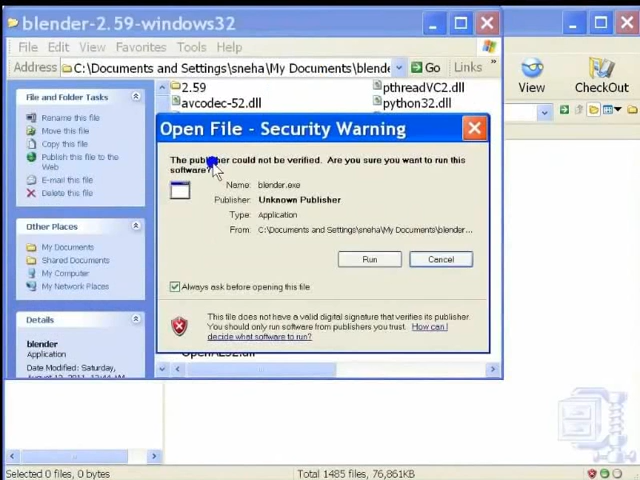 blender-2.59-windows32
File Edit View Favorites Tools Help
Address C:\Documents and Settings\sneha\My Documents\blende Go Links
View CheckOut
File and Folder Tasks
Rename this file
Move this file
Copy this file
Publish this file to the
Web
E-mail this file
Delete this file
2.59
avcodec-52.dll
pthreadVC2.dll
python32.dll
Open File - Security Warning
The publisher could not be verified. Are you sure you want to run this
software?
Name: blender.exe
Publisher: Unknown Publisher
Type: Application
From: C:\Documents and Settings\sneha\My Documents\blender...
Run Cancel
Always ask before opening this file
This file does not have a valid digital signature that verifies its publisher.
You should only run software from publishers you trust. How can I
decide what software to run?
Other Places
My Documents
Shared Documents
My Computer
My Network Places
Details
blender
Application
Date Modified: Saturday,
Selected 0 files, 0 bytes
Total 1485 files, 76,861KB